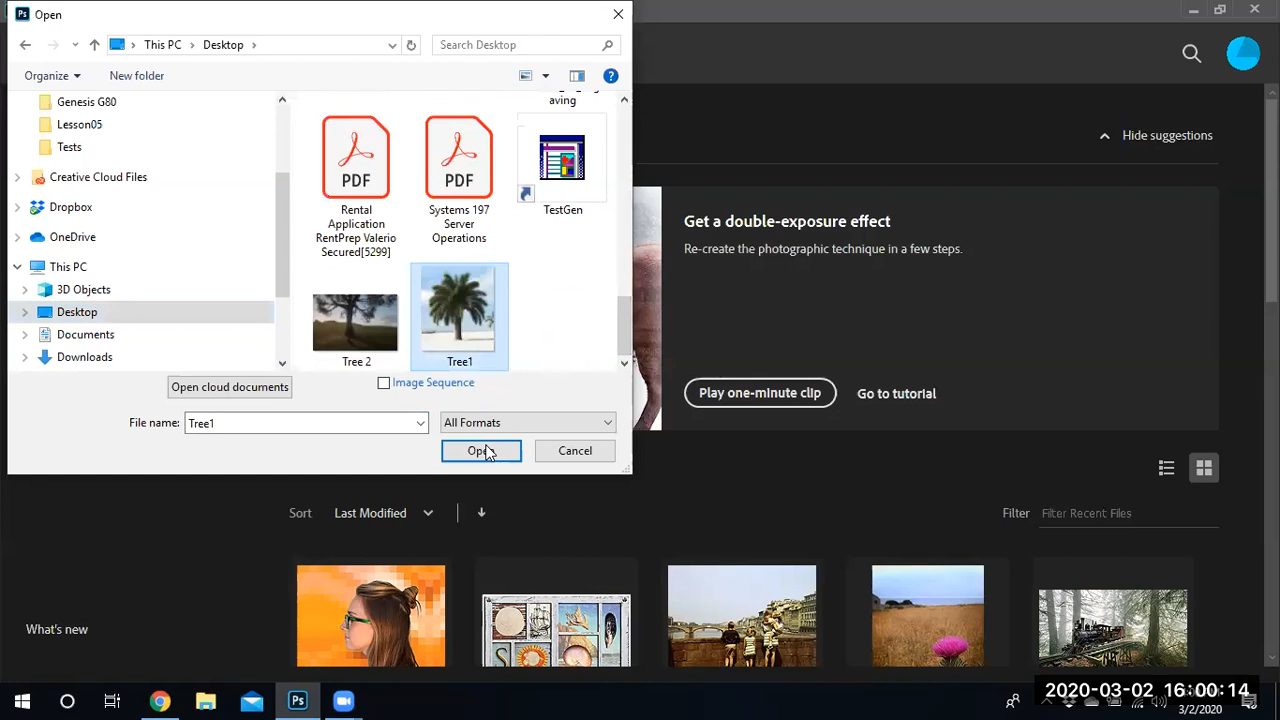 Ps Open
This PC Desktop
Search Desktop
Organize
New folder
Genesis G80
Lesson05
Tests
Creative Cloud Files
Dropbox
OneDrive
This PC
3D Objects
Desktop
Documents
Downloads
aving
PDF
Rental
Application
RentPrep Valerio
Secured[5299]
PDF
Systems 197
Server
Operations
TestGen
Tree 2
Tree1
Open cloud documents
Image Sequence
File name:
Tree1
All Formats
Open
Cancel
Hide suggestions
Get a double-exposure effect
Re-create the photographic technique in a few steps.
Play one-minute clip
Go to tutorial
Sort
Last Modified
Filter
Filter Recent Files
What's new
Ps
2020-03-02 16:00:14
3/2/2020